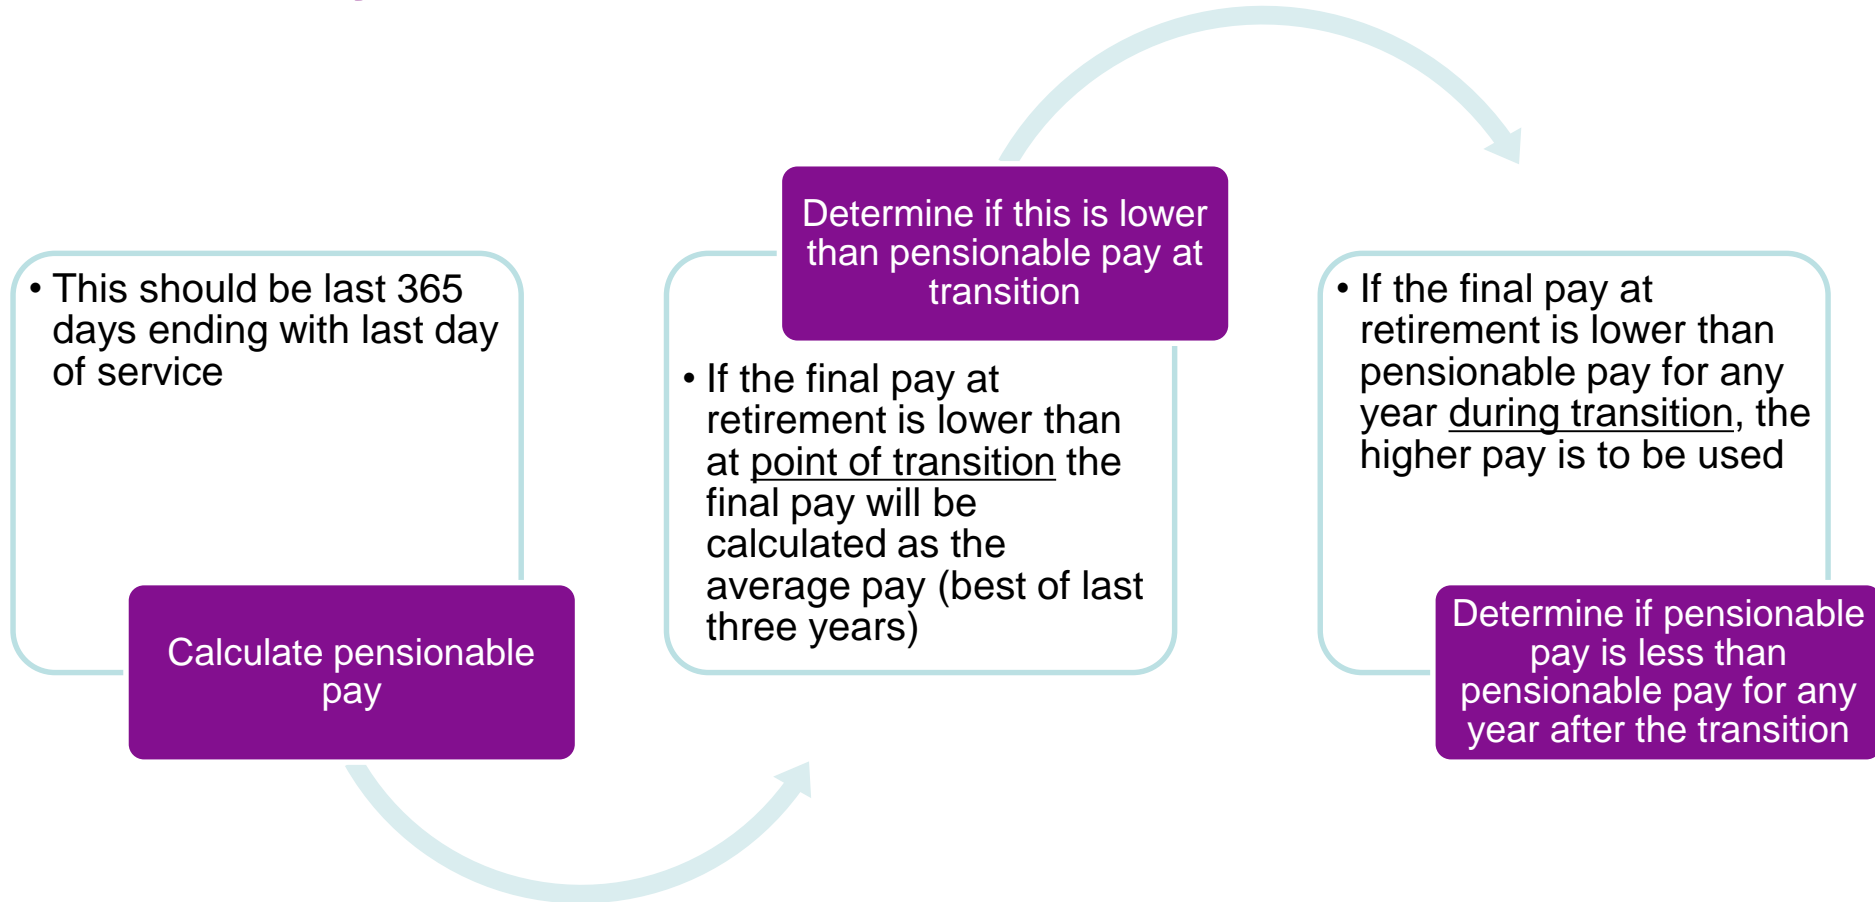 • This should be last 365
days ending with last day
of service
Calculate pensionable
pay
Determine if this is lower
than pensionable pay at
transition
• If the final pay at
retirement is lower than
at point of transition the
final pay will be
calculated as the
average pay (best of last
three years)
• If the final pay at
retirement is lower than
pensionable pay for any
year during transition, the
higher pay is to be used
Determine if pensionable
pay is less than
pensionable pay for any
year after the transition